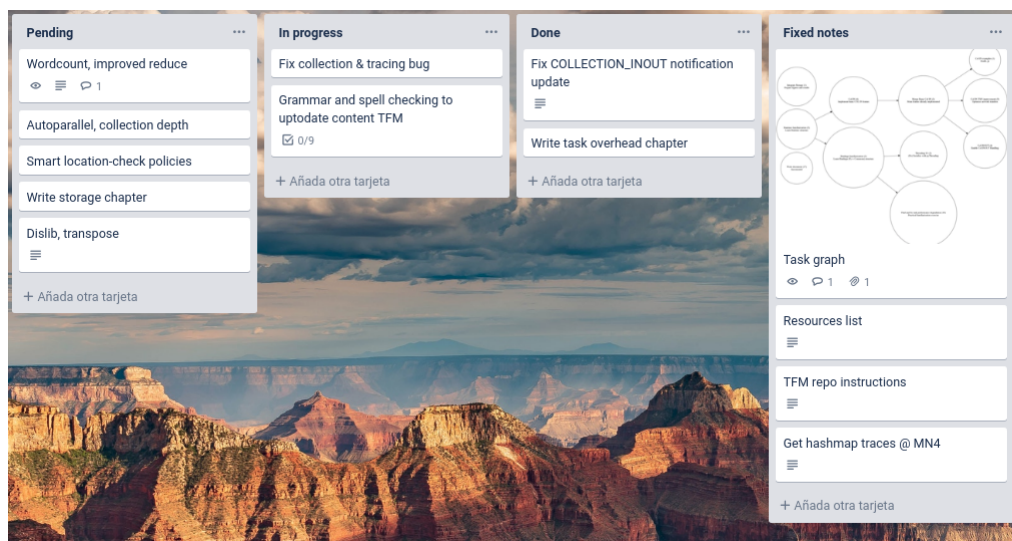 Pending
Wordcount, improved reduce
1
Autoparallel, collection depth
Smart location-check policies
Write storage chapter
Dislib, transpose
+ Añada otra tarjeta
In progress
Fix collection & tracing bug
Grammar and spell checking to
uptodate content TFM
0/9
+ Añada otra tarjeta
Done
Fix COLLECTION_INOUT notification
update
Write task overhead chapter
+ Añada otra tarjeta
Fixed notes
Task graph
1 1
Resources list
TFM repo instructions
Get hashmap traces @ MN4
+ Añada otra tarjeta